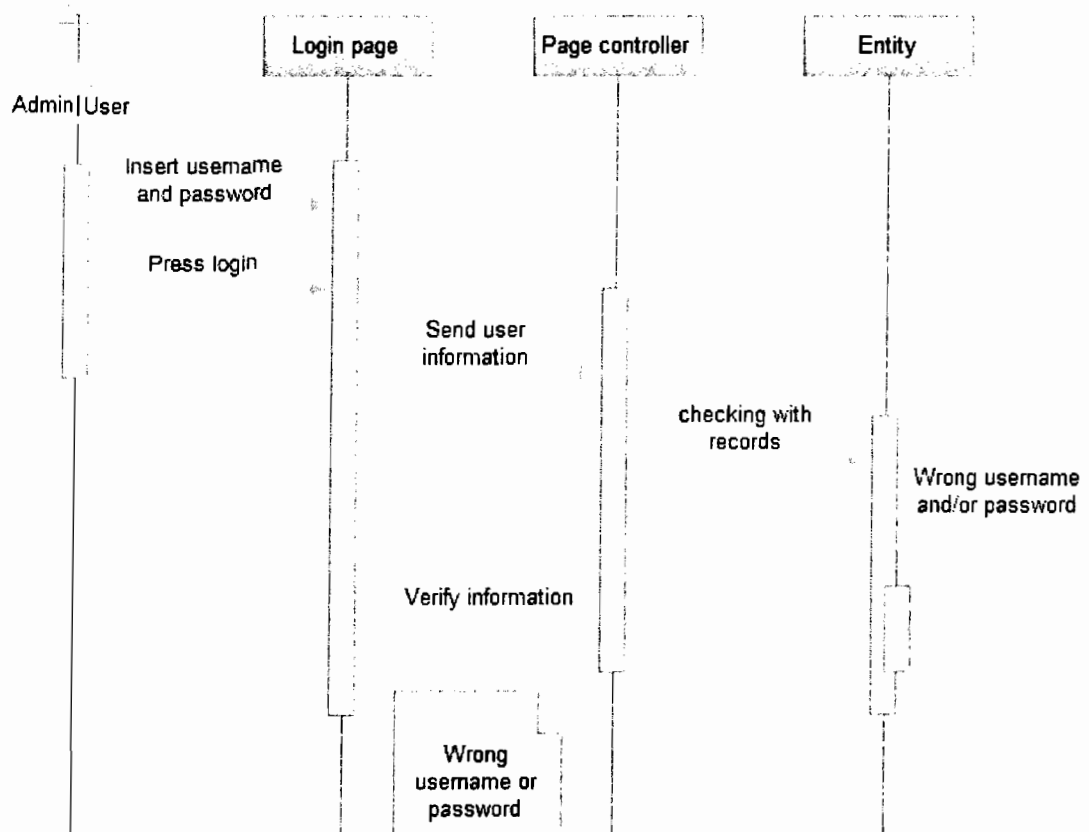 Login page
Page controller
Entity
Admin User
Insert username
and password
Press login
Send user
information
checking with
records
Wrong username
and/or password
Verify information
Wrong
username or
password